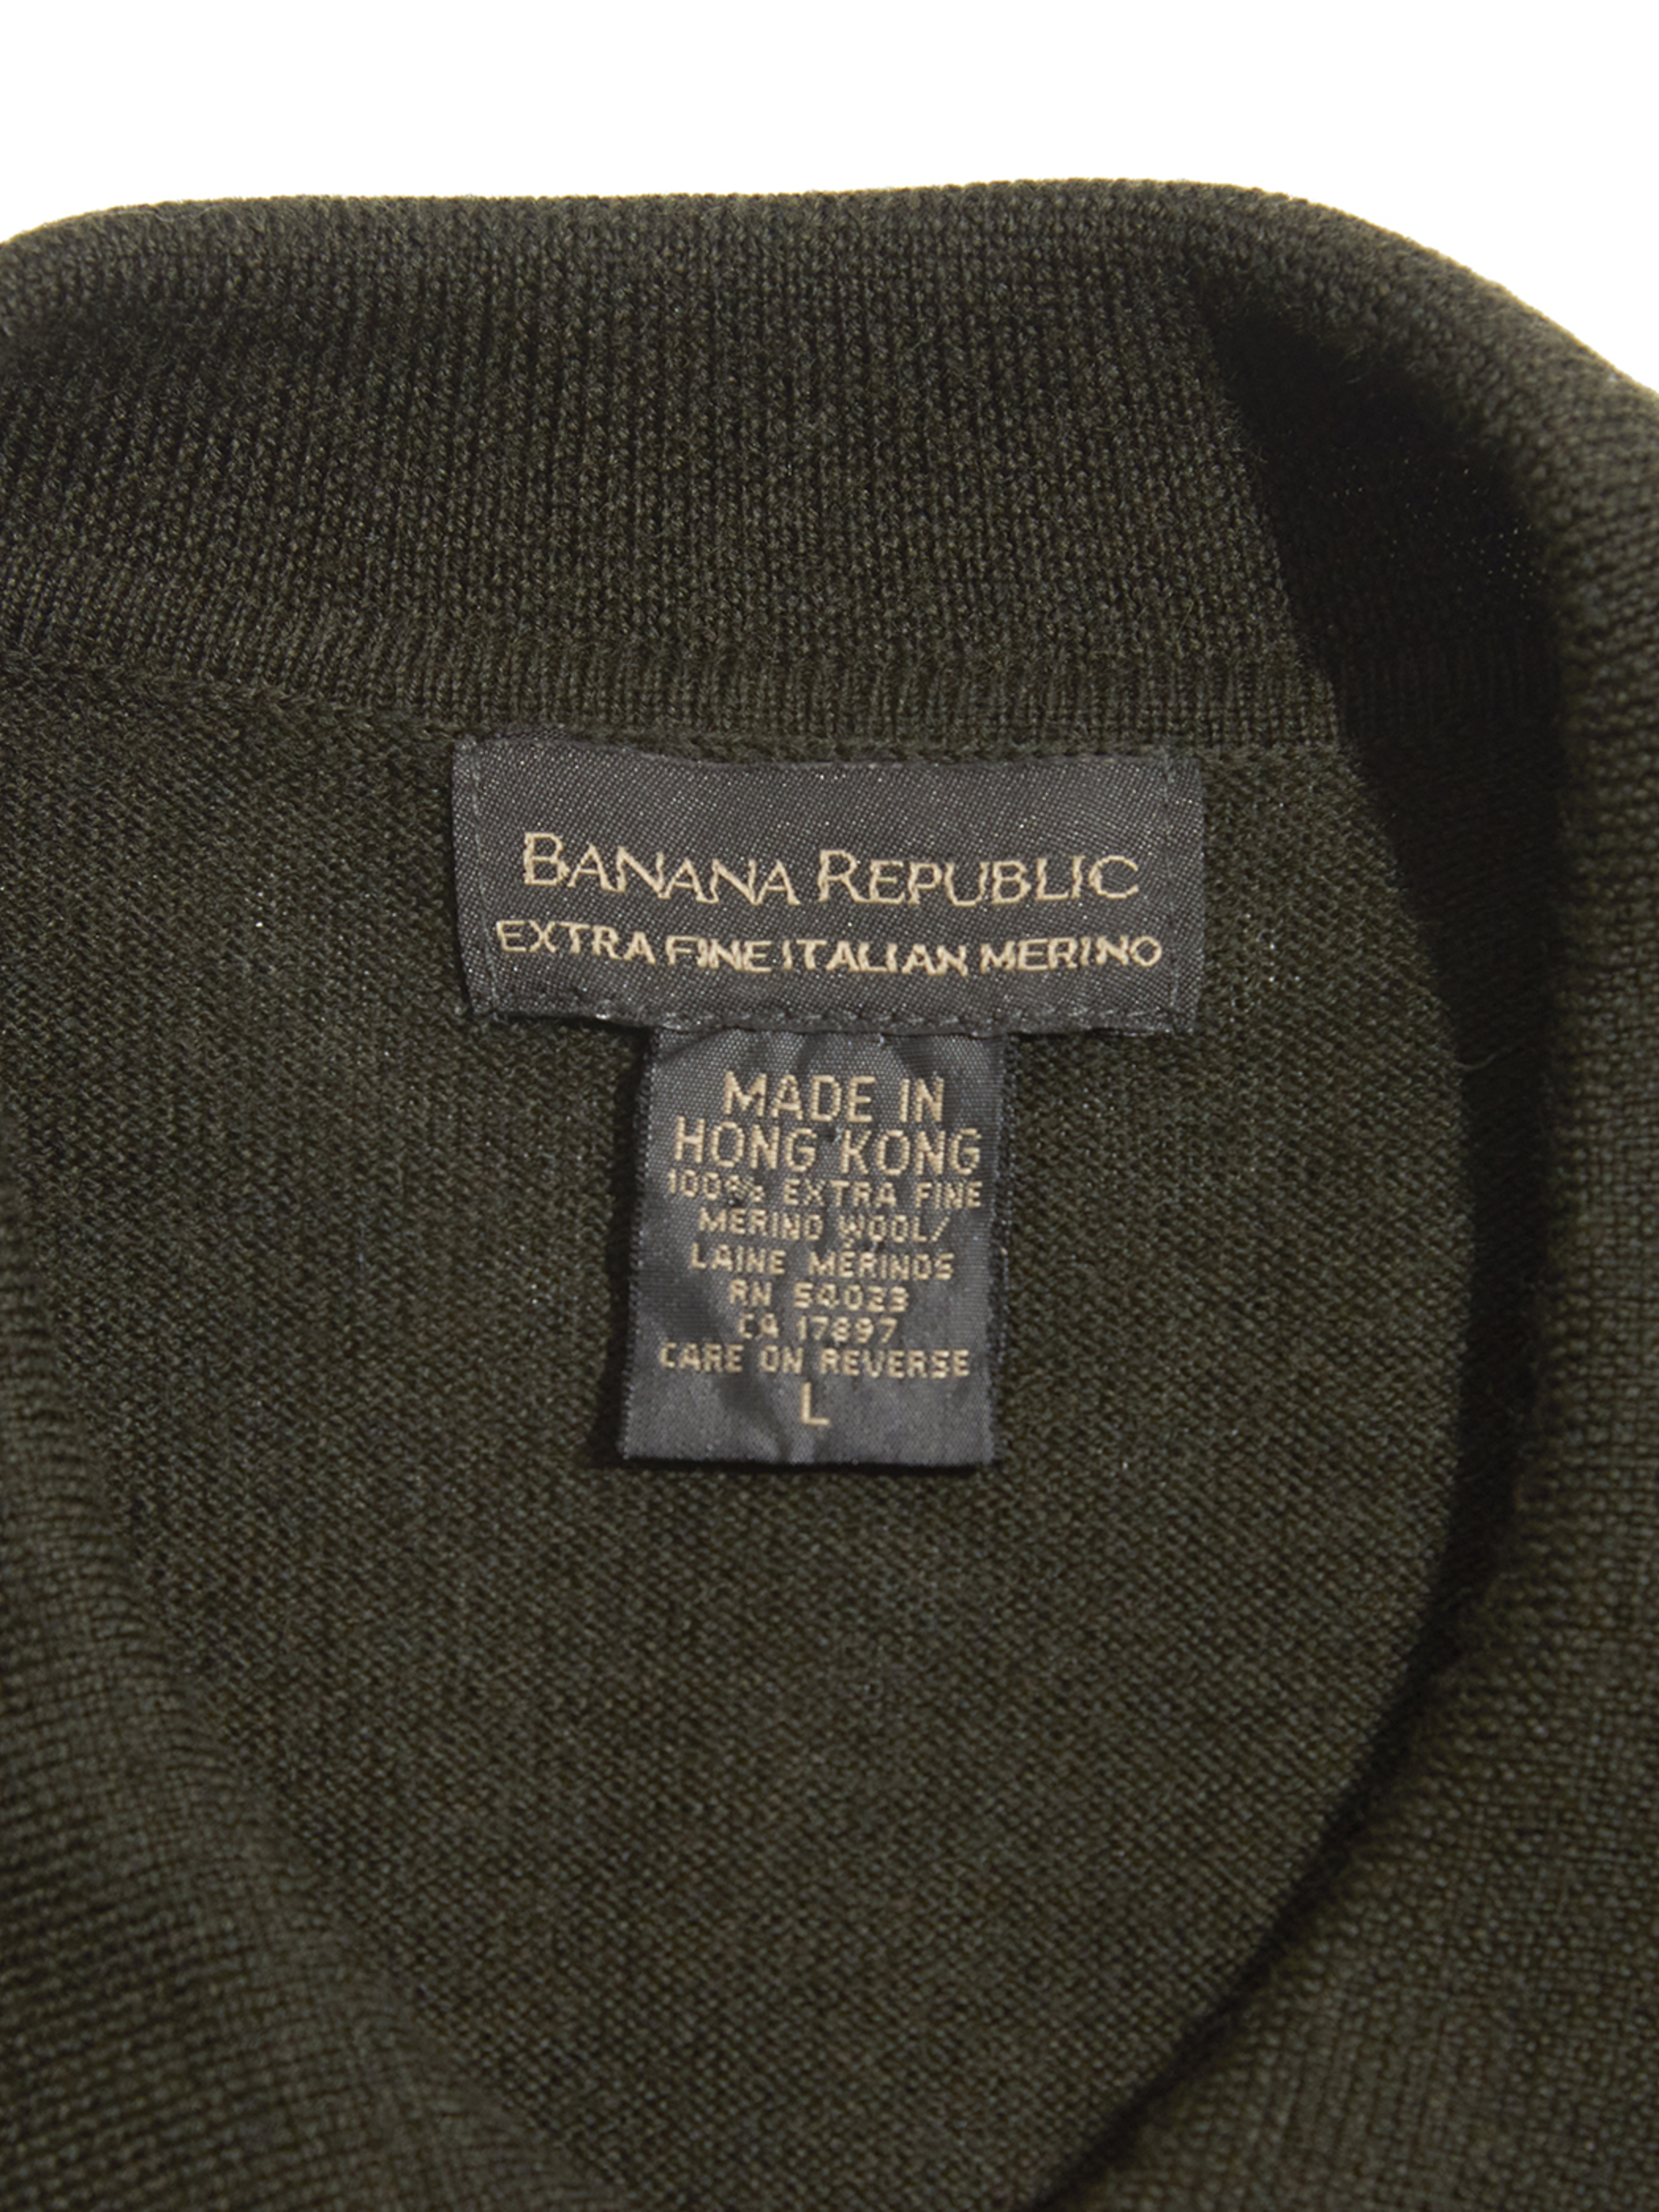 BANANA REPUBLIC
EXTRA FINE ITALIAN MERINO
MADE IN
HONG KONG
100% EXTRA FINE
MERINO WOOL/
LAINE MERINOS
RN 54023
CA 17897
CARE ON REVERSE
L